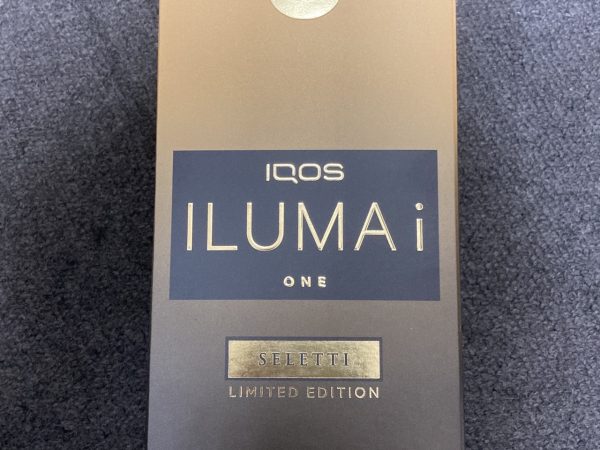 IQOS
ILUMA i
ONE
SELETTI
LIMITED EDITION